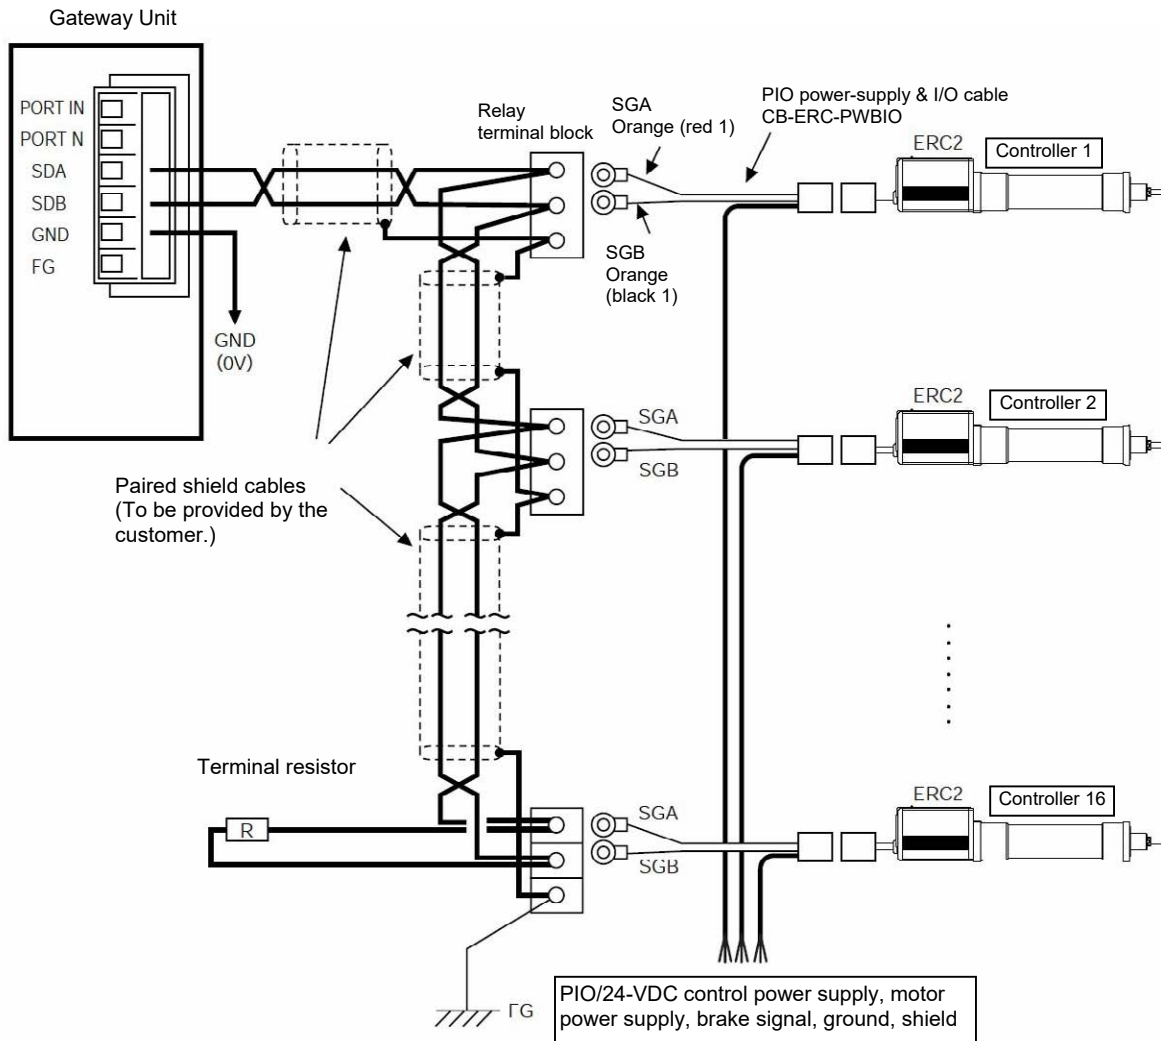 Gateway Unit
PORT IN
PORT N
SDA
SDB
GND
FG
GND
(0V)
Relay
terminal block
SGA
Orange (red 1)
PIO power-supply & I/O cable
CB-ERC-PWBIO
ERC2
Controller 1
SGB
Orange
(black 1)
ERC2
Controller 2
SGA
SGB
Paired shield cables
(To be provided by the
customer.)
Terminal resistor
R
ERC2
Controller 16
SGA
SGB
FG
PIO/24-VDC control power supply, motor
power supply, brake signal, ground, shield